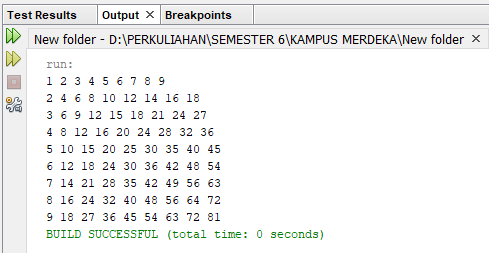 Test Results Output × Breakpoints
New folder - D:\PERKULIAHAN\SEMESTER 6\KAMPUS MERDEKA\New folder ×
run:
1 2 3 4 5 6 7 8 9
2 4 6 8 10 12 14 16 18
3 6 9 12 15 18 21 24 27
4 8 12 16 20 24 28 32 36
5 10 15 20 25 30 35 40 45
6 12 18 24 30 36 42 48 54
7 14 21 28 35 42 49 56 63
8 16 24 32 40 48 56 64 72
9 18 27 36 45 54 63 72 81
BUILD SUCCESSFUL (total time: 0 seconds)